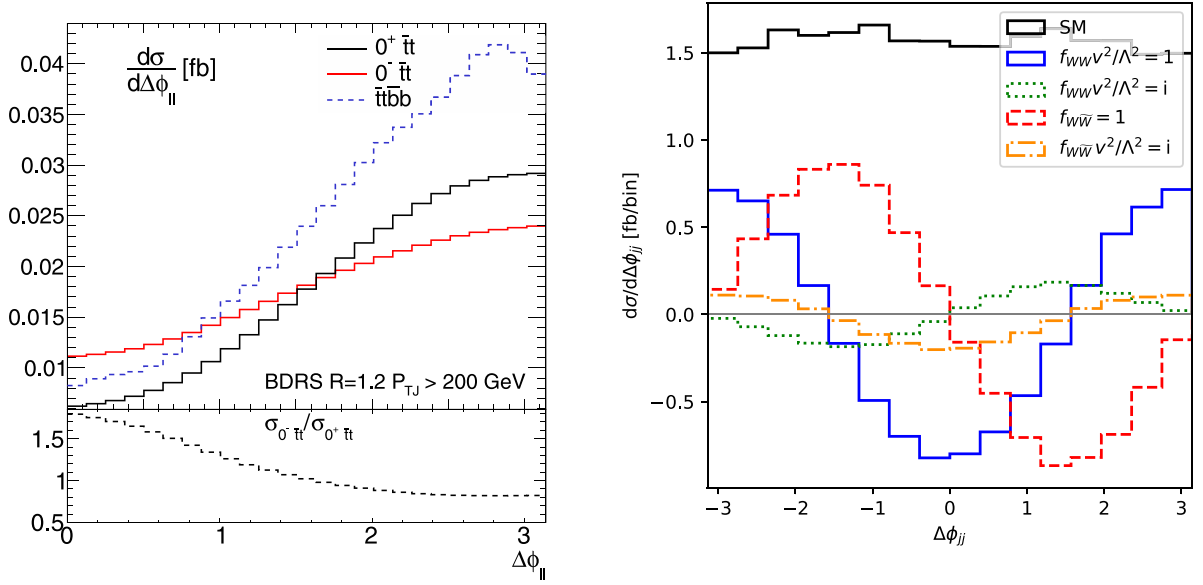 dσ/dΔϕ_ll [fb]
0⁺ t̄t
0⁻ t̄t
t̄tb̄b
0.04
0.035
0.03
0.025
0.02
0.015
0.01
BDRS R=1.2 P_TJ > 200 GeV
σ_0⁻ t̄t/σ_0⁺ t̄t
1.5
1
0.5
0 1 2 3
Δϕ_ll
SM
f_WW v²/Λ² = 1
f_WW v²/Λ² = i
f_WW̃ = 1
f_WW̃ v²/Λ² = i
dσ/dΔϕ_jj [fb/bin]
1.5
1.0
0.5
0.0
−0.5
−3 −2 −1 0 1 2 3
Δϕ_jj